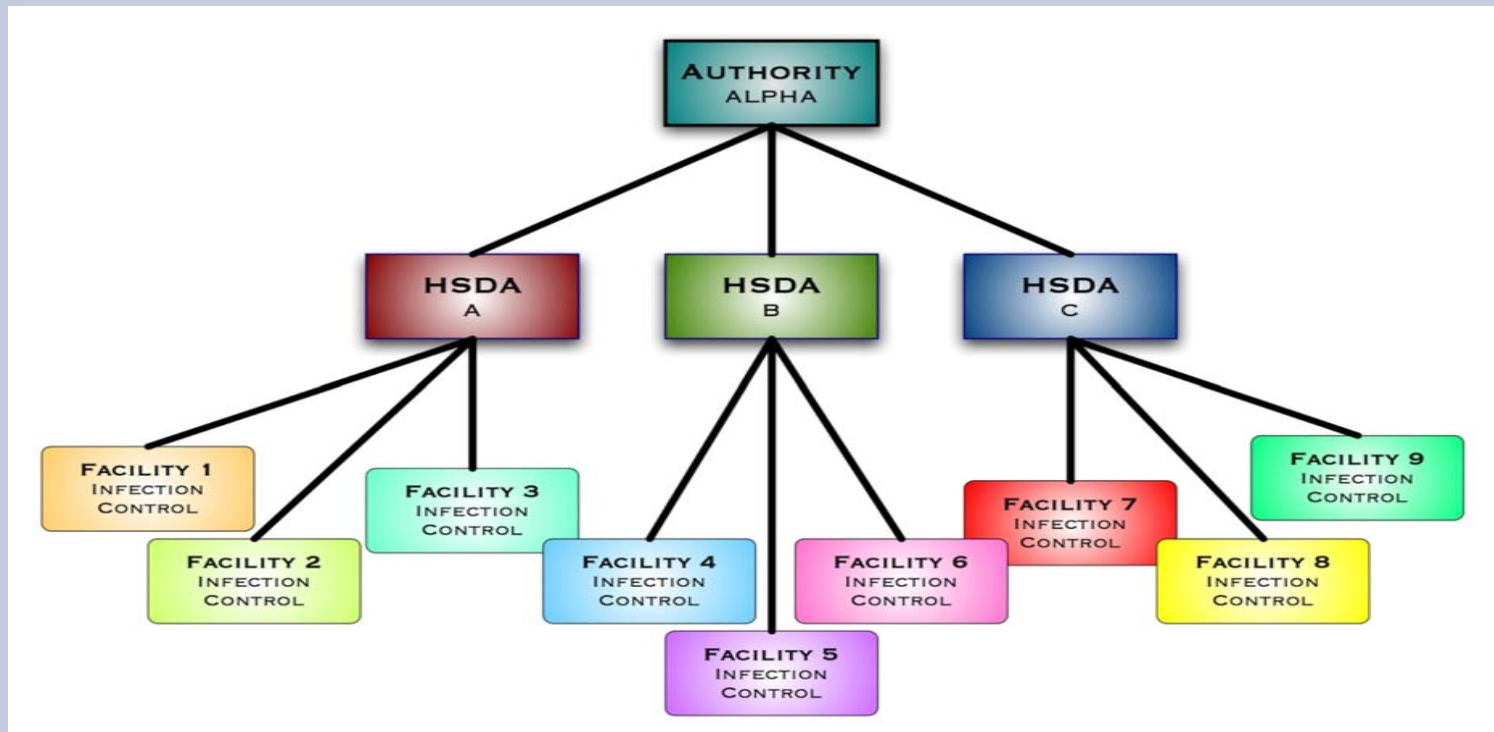 AUTHORITY
ALPHA
HSDA
A
HSDA
B
HSDA
C
FACILITY 1
INFECTION
CONTROL
FACILITY 2
INFECTION
CONTROL
FACILITY 3
INFECTION
CONTROL
FACILITY 4
INFECTION
CONTROL
FACILITY 5
INFECTION
CONTROL
FACILITY 6
INFECTION
CONTROL
FACILITY 7
INFECTION
CONTROL
FACILITY 8
INFECTION
CONTROL
FACILITY 9
INFECTION
CONTROL